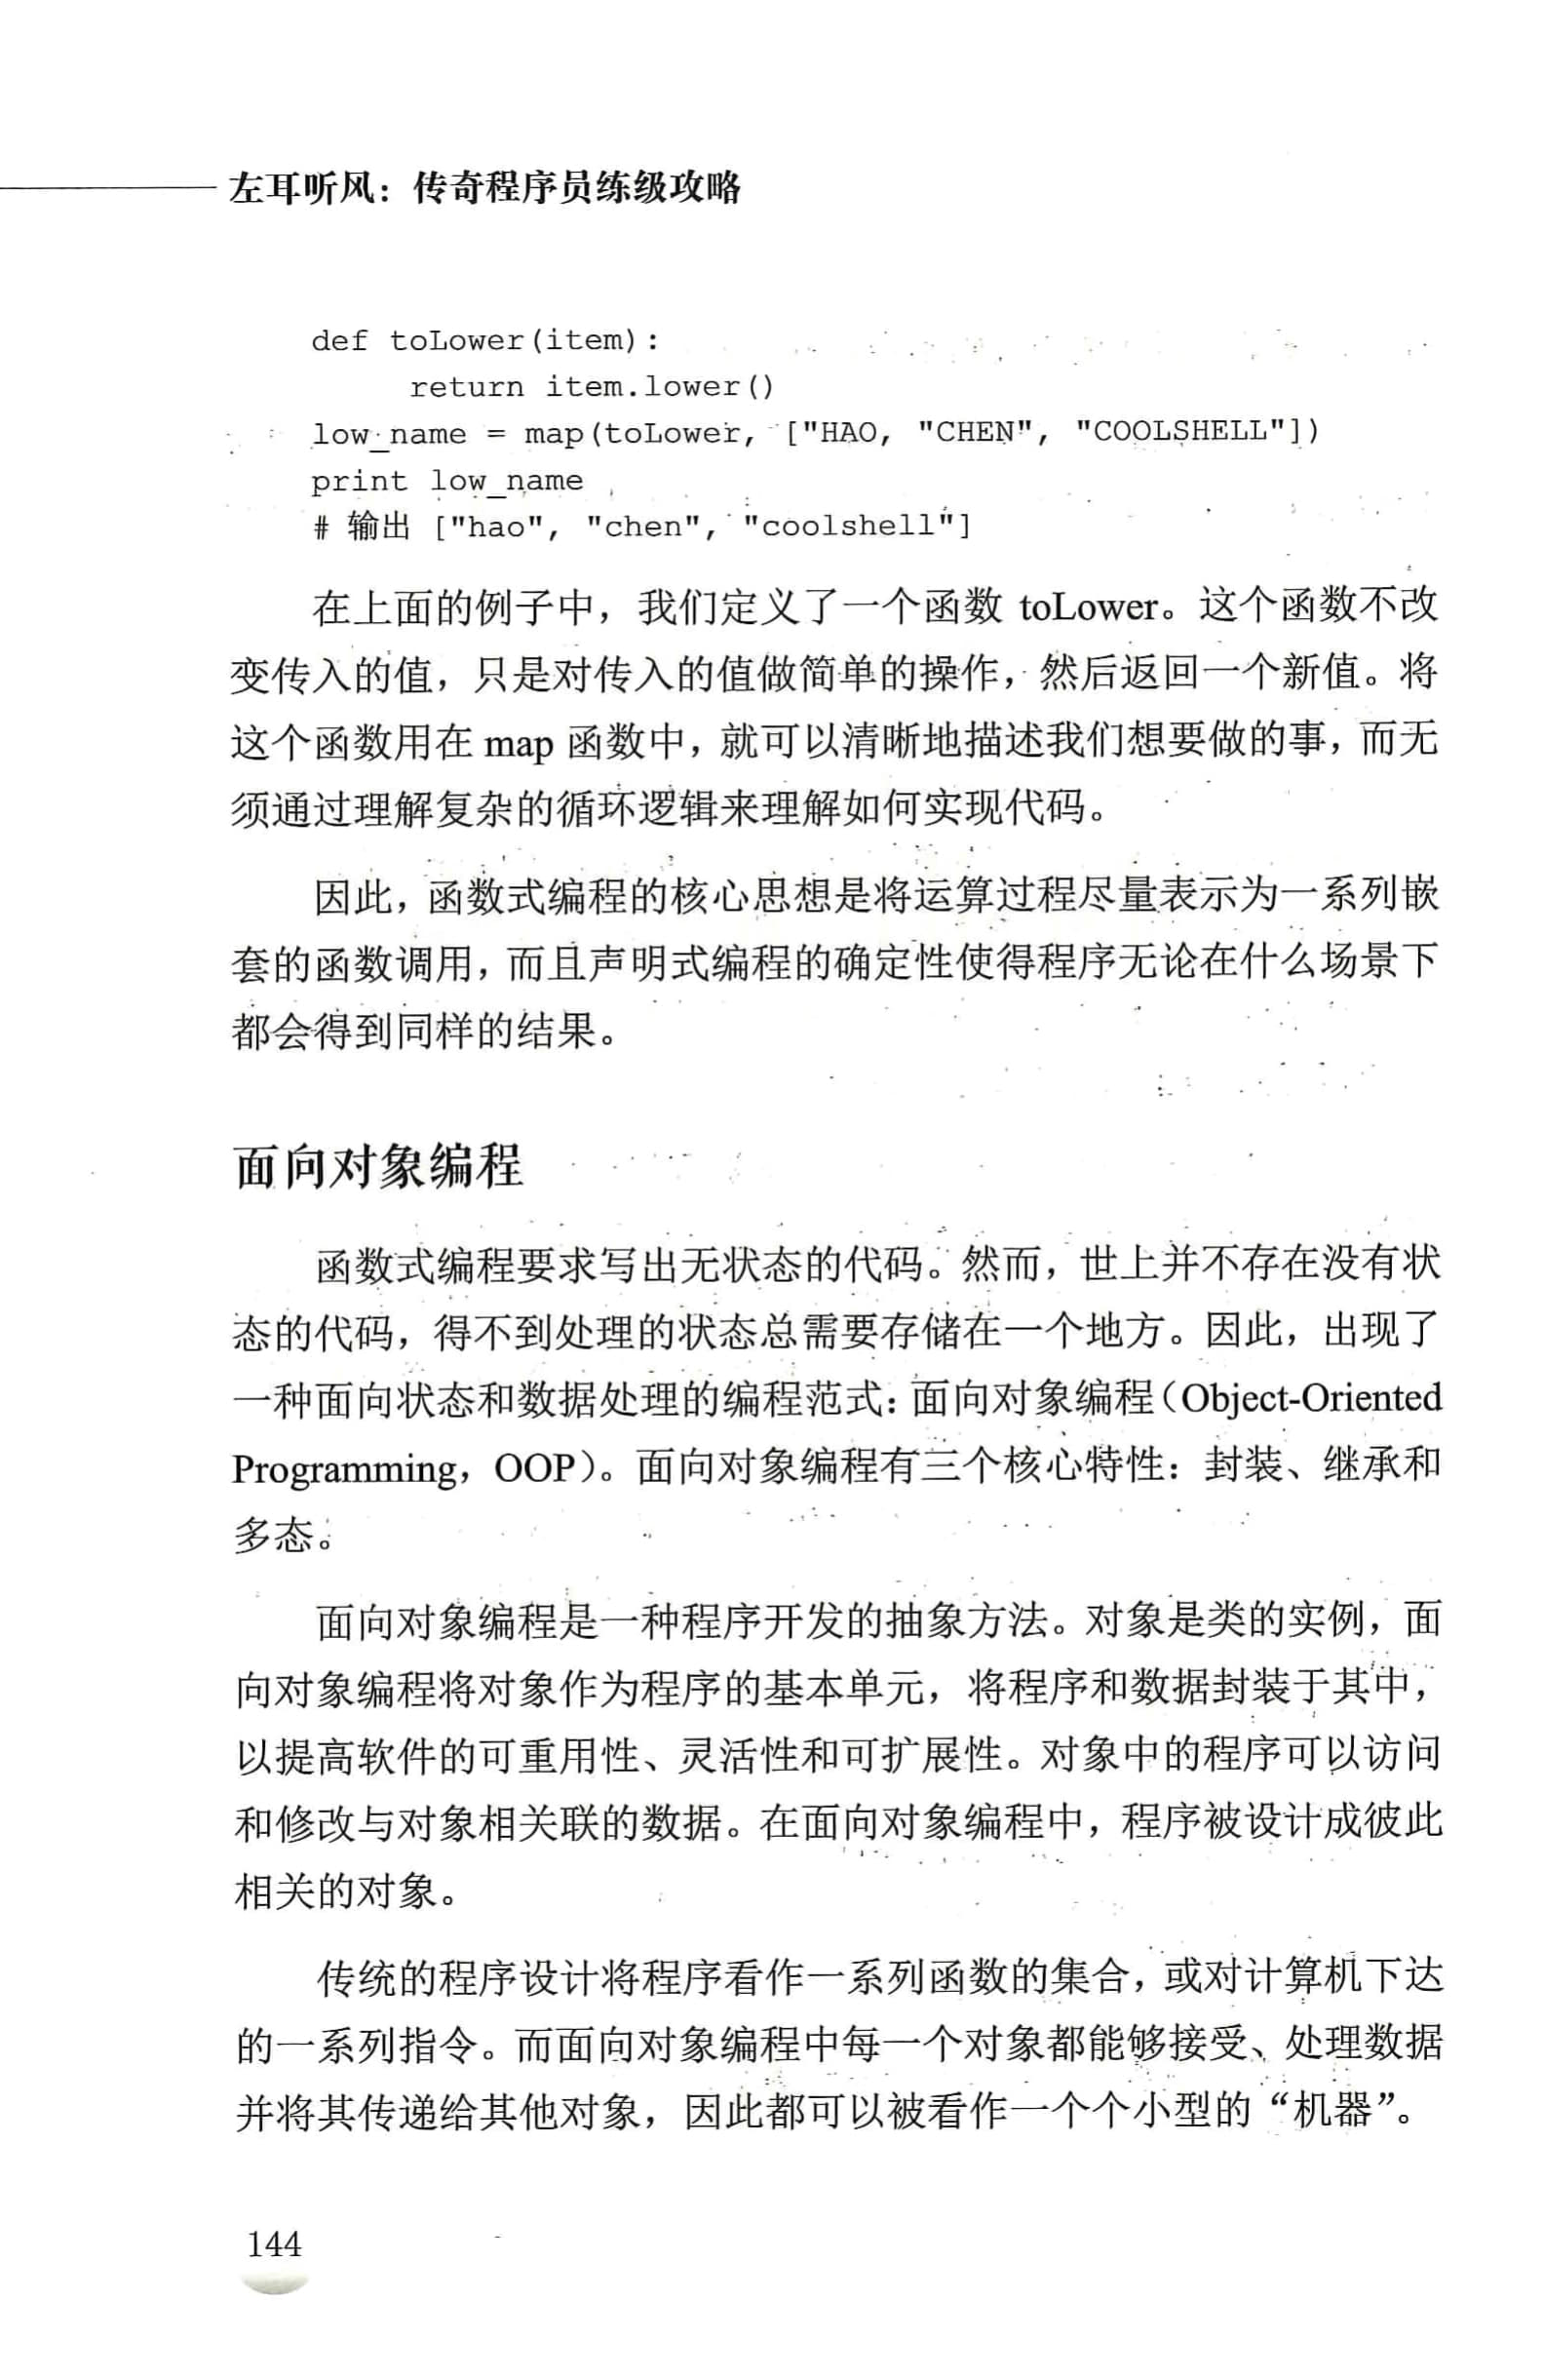 左耳听风：传奇程序员练级攻略
def toLower(item):
return item.lower()
low_name = map(toLower, ["HAO, "CHEN", "COOLSHELL"])
print low_name
# 输出 ["hao", "chen", "coolshell"]
在上面的例子中，我们定义了一个函数 toLower。这个函数不改
变传入的值，只是对传入的值做简单的操作，然后返回一个新值。将
这个函数用在 map 函数中，就可以清晰地描述我们想要做的事，而无
须通过理解复杂的循环逻辑来理解如何实现代码。
因此，函数式编程的核心思想是将运算过程尽量表示为一系列嵌
套的函数调用，而且声明式编程的确定性使得程序无论在什么场景下
都会得到同样的结果。
面向对象编程
函数式编程要求写出无状态的代码。然而，世上并不存在没有状
态的代码，得不到处理的状态总需要存储在一个地方。因此，出现了
一种面向状态和数据处理的编程范式：面向对象编程（Object-Oriented
Programming，OOP）。面向对象编程有三个核心特性：封装、继承和
多态。
面向对象编程是一种程序开发的抽象方法。对象是类的实例，面
向对象编程将对象作为程序的基本单元，将程序和数据封装于其中，
以提高软件的可重用性、灵活性和可扩展性。对象中的程序可以访问
和修改与对象相关联的数据。在面向对象编程中，程序被设计成彼此
相关的对象。
传统的程序设计将程序看作一系列函数的集合，或对计算机下达
的一系列指令。而面向对象编程中每一个对象都能够接受、处理数据
并将其传递给其他对象，因此都可以被看作一个个小型的“机器”。
144